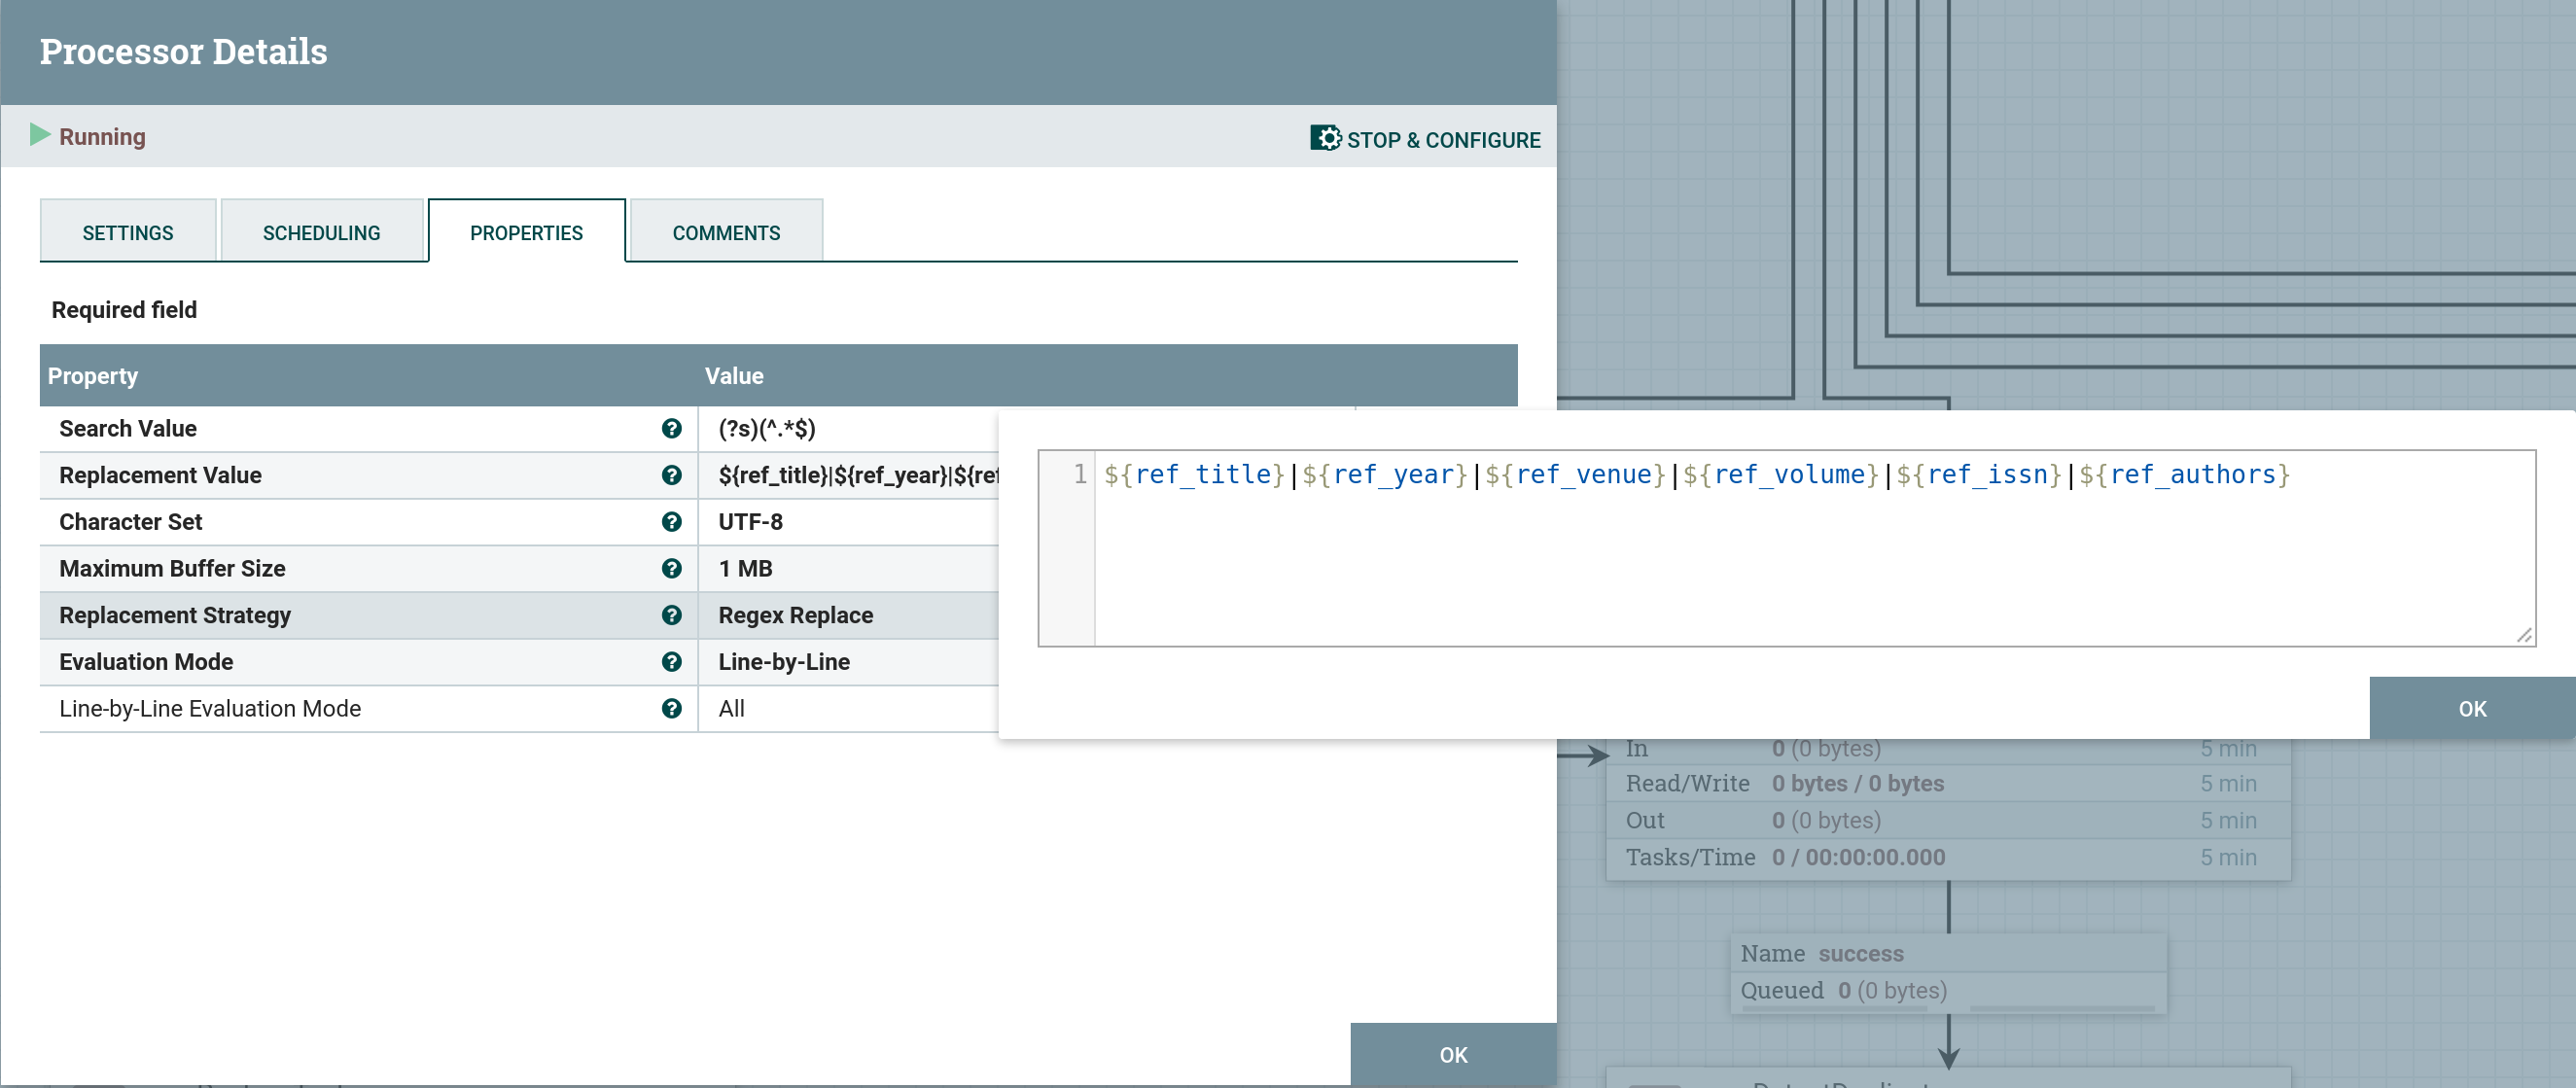 Processor Details
Running
STOP & CONFIGURE
SETTINGS
SCHEDULING
PROPERTIES
COMMENTS
Required field
Property
Value
Search Value
(?s)(^.*$)
Replacement Value
${ref_title}|${ref_year}|${ref
Character Set
UTF-8
Maximum Buffer Size
1 MB
Replacement Strategy
Regex Replace
Evaluation Mode
Line-by-Line
Line-by-Line Evaluation Mode
All
1
${ref_title}|${ref_year}|${ref_venue}|${ref_volume}|${ref_issn}|${ref_authors}
OK
In 0 (0 bytes) 5 min
Read/Write 0 bytes / 0 bytes 5 min
Out 0 (0 bytes) 5 min
Tasks/Time 0 / 00:00:00.000 5 min
Name success
Queued 0 (0 bytes)
OK